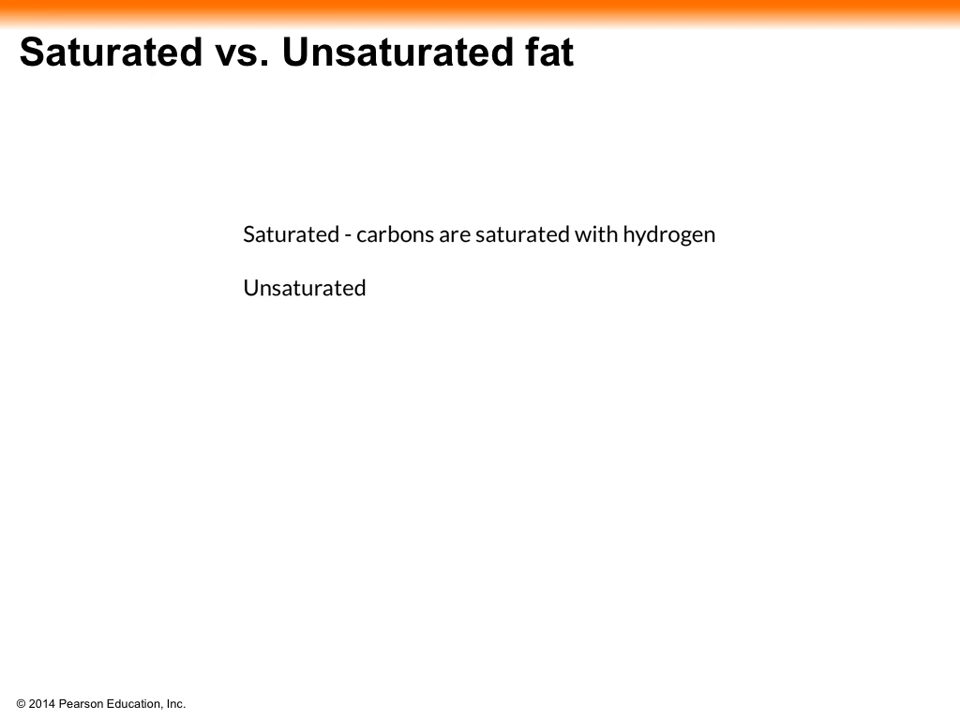 Saturated vs. Unsaturated fat
Saturated - carbons are saturated with hydrogen
Unsaturated
© 2014 Pearson Education, Inc.